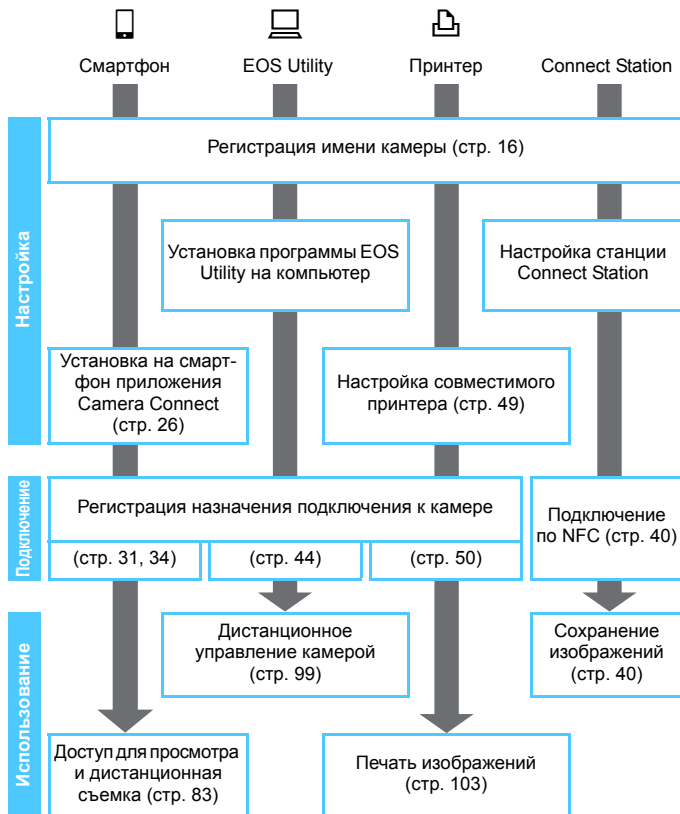 Смартфон
EOS Utility
Принтер
Connect Station
Настройка
Регистрация имени камеры (стр. 16)
Установка программы EOS
Utility на компьютер
Настройка станции
Connect Station
Установка на смарт-
фон приложения
Camera Connect
(стр. 26)
Настройка совместимого
принтера (стр. 49)
Подключение
Регистрация назначения подключения к камере
(стр. 31, 34)
(стр. 44)
(стр. 50)
Подключение
по NFC (стр. 40)
Использование
Дистанционное
управление камерой
(стр. 99)
Сохранение
изображений
(стр. 40)
Доступ для просмотра
и дистанционная
съемка (стр. 83)
Печать изображений
(стр. 103)